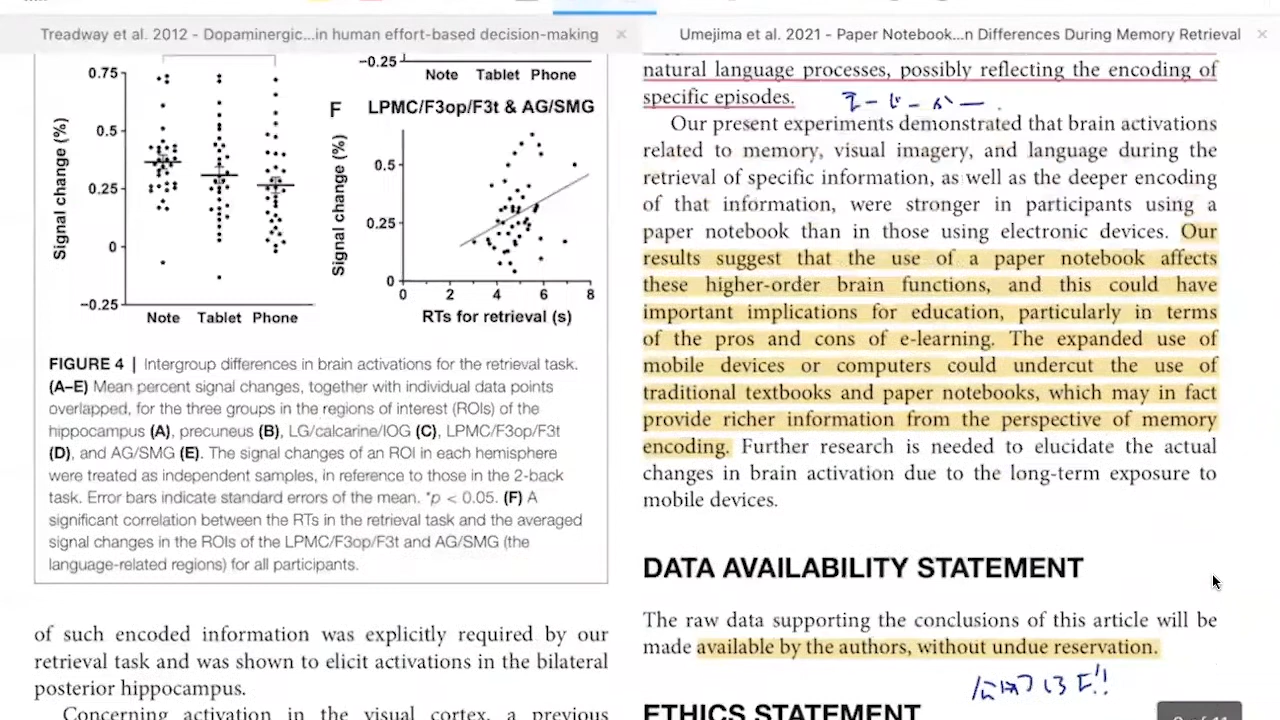 Treadway et al. 2012 - Dopaminergic...in human effort-based decision-making ×
Umejima et al. 2021 - Paper Notebook...n Differences During Memory Retrieval ×
0.75
0.5
0.25
0
−0.25
Signal change (%)
Note Tablet Phone
−0.25
Note Tablet Phone
F LPMC/F3op/F3t & AG/SMG
Signal change (%)
0.5
0.25
0
0 2 4 6 8
RTs for retrieval (s)
FIGURE 4 | Intergroup differences in brain activations for the retrieval task.
(A–E) Mean percent signal changes, together with individual data points
overlapped, for the three groups in the regions of interest (ROIs) of the
hippocampus (A), precuneus (B), LG/calcarine/IOG (C), LPMC/F3op/F3t
(D), and AG/SMG (E). The signal changes of an ROI in each hemisphere
were treated as independent samples, in reference to those in the 2-back
task. Error bars indicate standard errors of the mean. *p < 0.05. (F) A
significant correlation between the RTs in the retrieval task and the averaged
signal changes in the ROIs of the LPMC/F3op/F3t and AG/SMG (the
language-related regions) for all participants.
of such encoded information was explicitly required by our
retrieval task and was shown to elicit activations in the bilateral
posterior hippocampus.
Concerning activation in the visual cortex, a previous
natural language processes, possibly reflecting the encoding of
specific episodes.
Our present experiments demonstrated that brain activations
related to memory, visual imagery, and language during the
retrieval of specific information, as well as the deeper encoding
of that information, were stronger in participants using a
paper notebook than in those using electronic devices. Our
results suggest that the use of a paper notebook affects
these higher-order brain functions, and this could have
important implications for education, particularly in terms
of the pros and cons of e-learning. The expanded use of
mobile devices or computers could undercut the use of
traditional textbooks and paper notebooks, which may in fact
provide richer information from the perspective of memory
encoding. Further research is needed to elucidate the actual
changes in brain activation due to the long-term exposure to
mobile devices.
DATA AVAILABILITY STATEMENT
The raw data supporting the conclusions of this article will be
made available by the authors, without undue reservation.
ETHICS STATEMENT